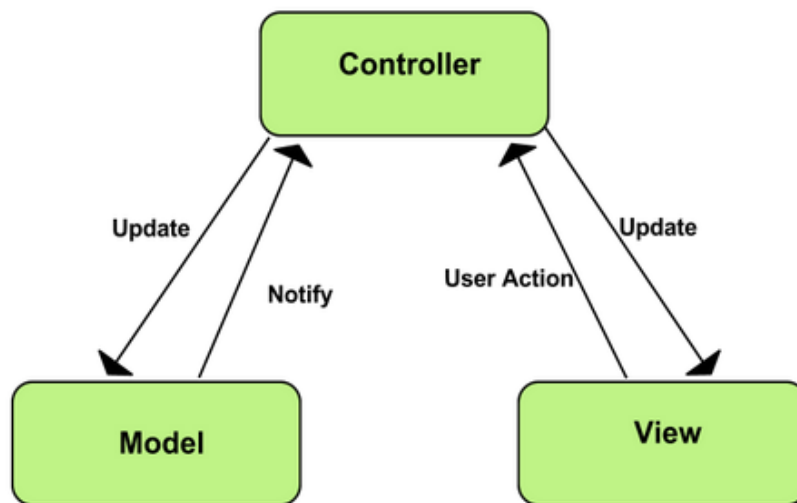 Controller
Update
Update
User Action
Notify
Model
View